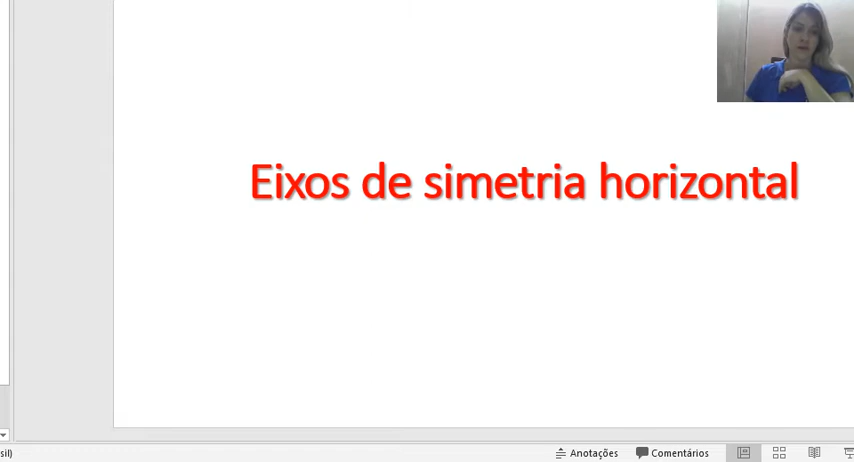 Eixos de simetria horizontal
sil)
Anotações
Comentários